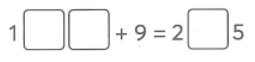 1□□ + 9 = 2□5